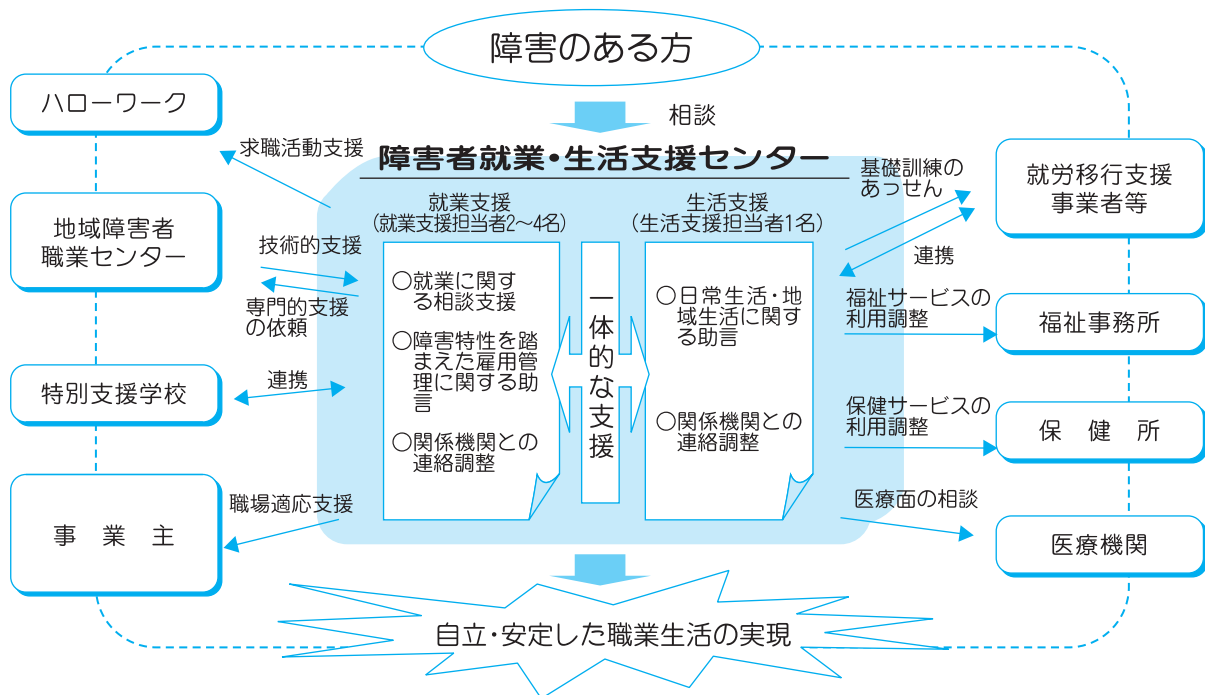 障害のある方
相談
ハローワーク
求職活動支援
地域障害者
職業センター
技術的支援
専門的支援
の依頼
特別支援学校
連携
事業主
職場適応支援
障害者就業・生活支援センター
就業支援
(就業支援担当者2〜4名)
○就業に関す
る相談支援
○障害特性を踏
まえた雇用管
理に関する助
言
○関係機関との
連絡調整
一体的な支援
生活支援
(生活支援担当者1名)
○日常生活・地
域生活に関す
る助言
○関係機関との
連絡調整
基礎訓練の
あっせん
連携
就労移行支援
事業者等
福祉サービスの
利用調整
福祉事務所
保健サービスの
利用調整
保健所
医療面の相談
医療機関
自立・安定した職業生活の実現